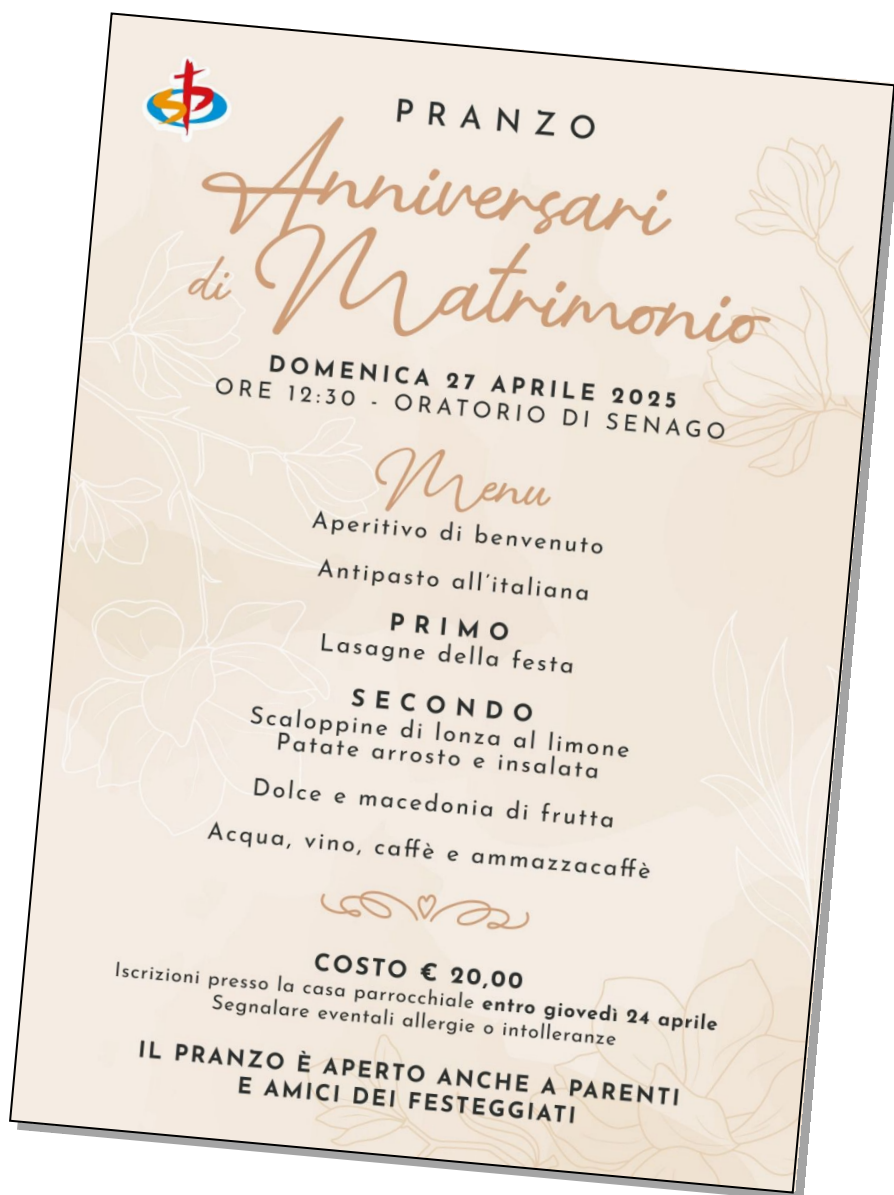 PRANZO
Anniversari
di Matrimonio
DOMENICA 27 APRILE 2025
ORE 12:30 - ORATORIO DI SENAGO
Menu
Aperitivo di benvenuto
Antipasto all'italiana
PRIMO
Lasagne della festa
SECONDO
Scaloppine di lonza al limone
Patate arrosto e insalata
Dolce e macedonia di frutta
Acqua, vino, caffè e ammazzacaffè
COSTO € 20,00
Iscrizioni presso la casa parrocchiale entro giovedì 24 aprile
Segnalare eventali allergie o intolleranze
IL PRANZO È APERTO ANCHE A PARENTI
E AMICI DEI FESTEGGIATI